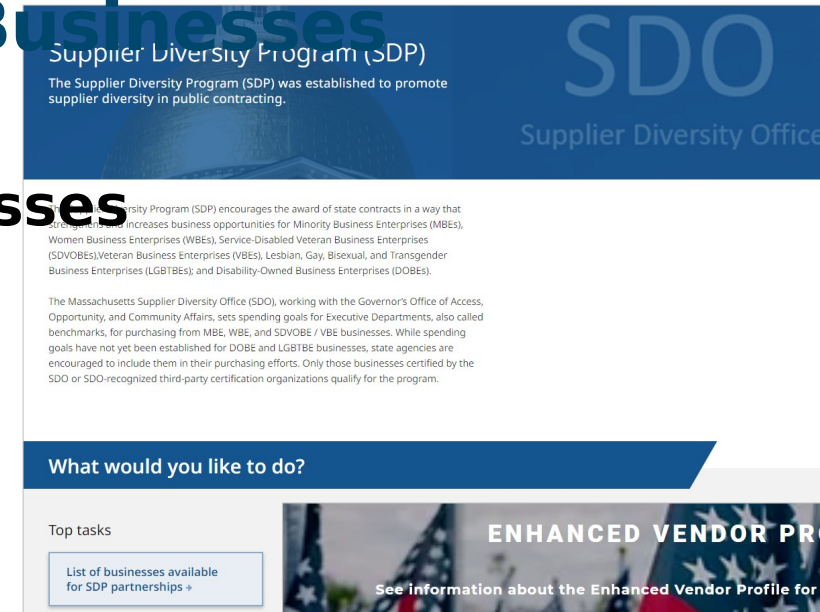 Businesses
Supplier Diversity Program (SDP)
The Supplier Diversity Program (SDP) was established to promote
supplier diversity in public contracting.
SDO
Supplier Diversity Office
sses
The Supplier Diversity Program (SDP) encourages the award of state contracts in a way that
strengthens and increases business opportunities for Minority Business Enterprises (MBEs),
Women Business Enterprises (WBEs), Service-Disabled Veteran Business Enterprises
(SDVOBEs),Veteran Business Enterprises (VBEs), Lesbian, Gay, Bisexual, and Transgender
Business Enterprises (LGBTBEs); and Disability-Owned Business Enterprises (DOBEs).
The Massachusetts Supplier Diversity Office (SDO), working with the Governor's Office of Access,
Opportunity, and Community Affairs, sets spending goals for Executive Departments, also called
benchmarks, for purchasing from MBE, WBE, and SDVOBE / VBE businesses. While spending
goals have not yet been established for DOBE and LGBTBE businesses, state agencies are
encouraged to include them in their purchasing efforts. Only those businesses certified by the
SDO or SDO-recognized third-party certification organizations qualify for the program.
What would you like to do?
Top tasks
List of businesses available
for SDP partnerships
ENHANCED VENDOR PR
See information about the Enhanced Vendor Profile for